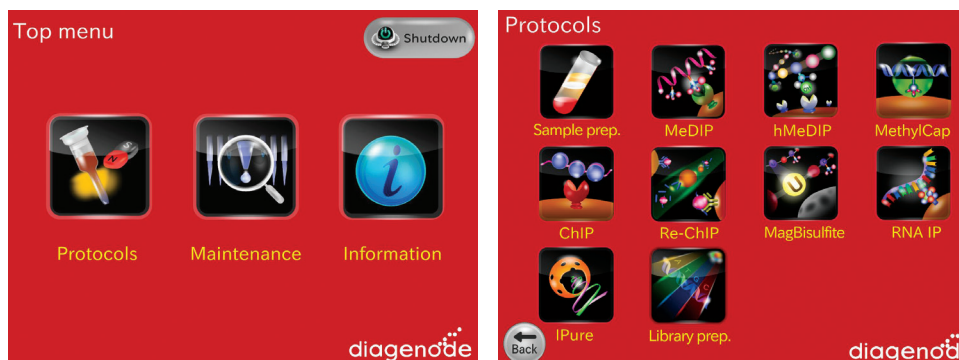 Top menu
Shutdown
Protocols Maintenance Information
diagenode
Protocols
Sample prep. MeDIP hMeDIP MethylCap
ChIP Re-ChIP MagBisulfite RNA IP
IPure Library prep.
Back
diagenode